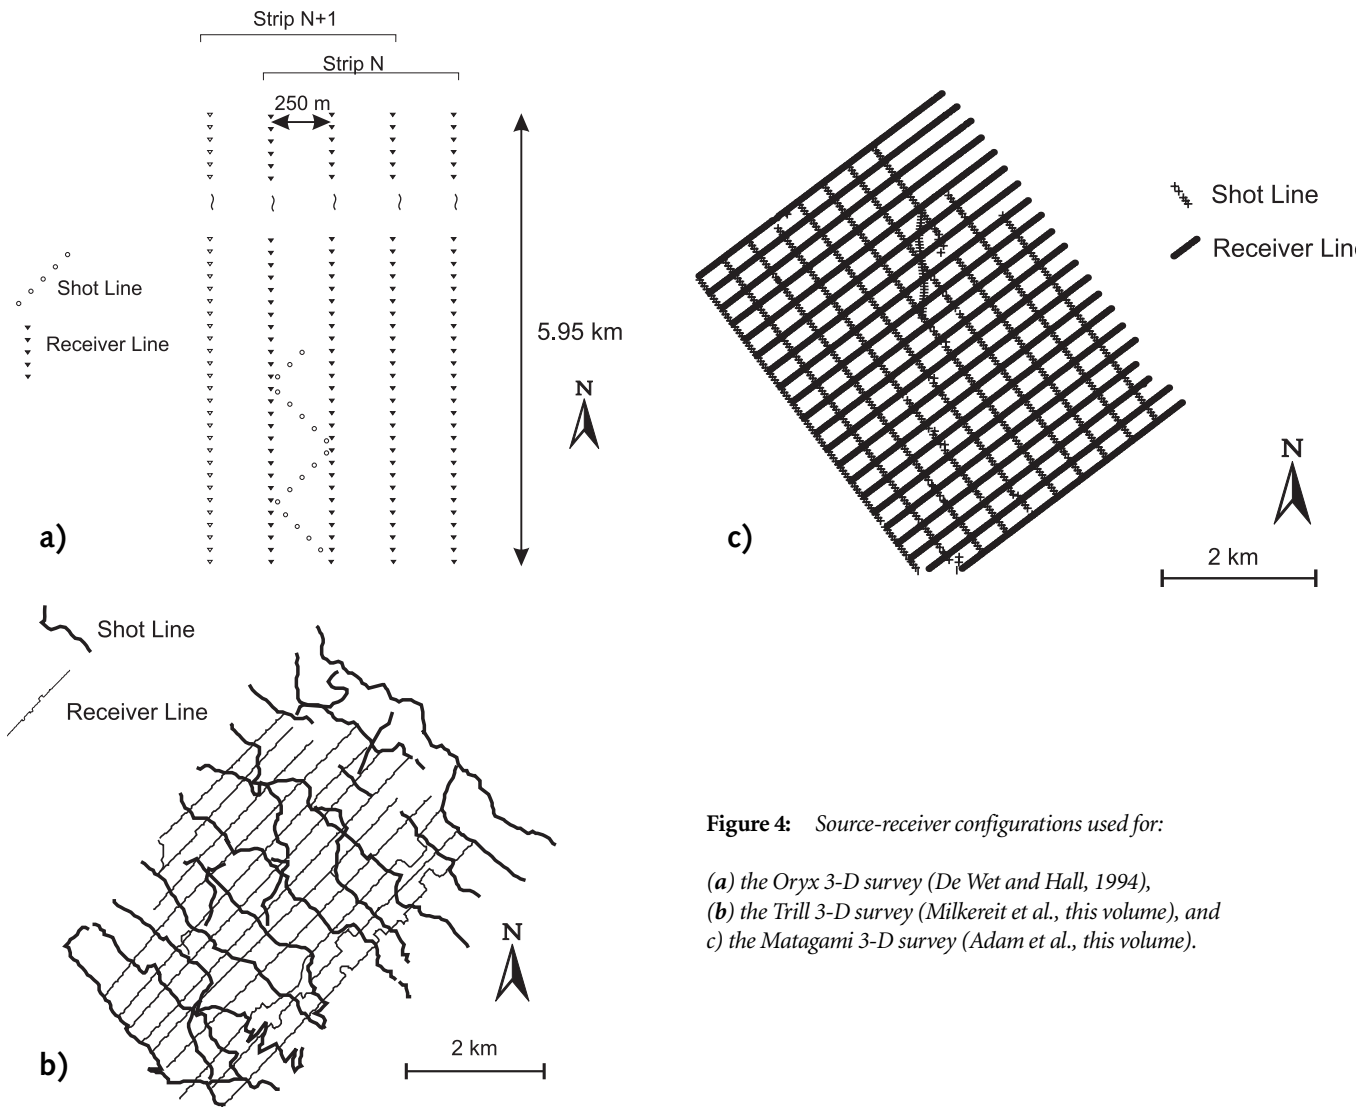 Strip N+1
Strip N
250 m
Shot Line
Receiver Line
5.95 km
N
a)
Shot Line
Receiver Line
N
2 km
c)
Shot Line
Receiver Line
N
2 km
b)
Figure 4: Source-receiver configurations used for:
(a) the Oryx 3-D survey (De Wet and Hall, 1994),
(b) the Trill 3-D survey (Milkereit et al., this volume), and
c) the Matagami 3-D survey (Adam et al., this volume).